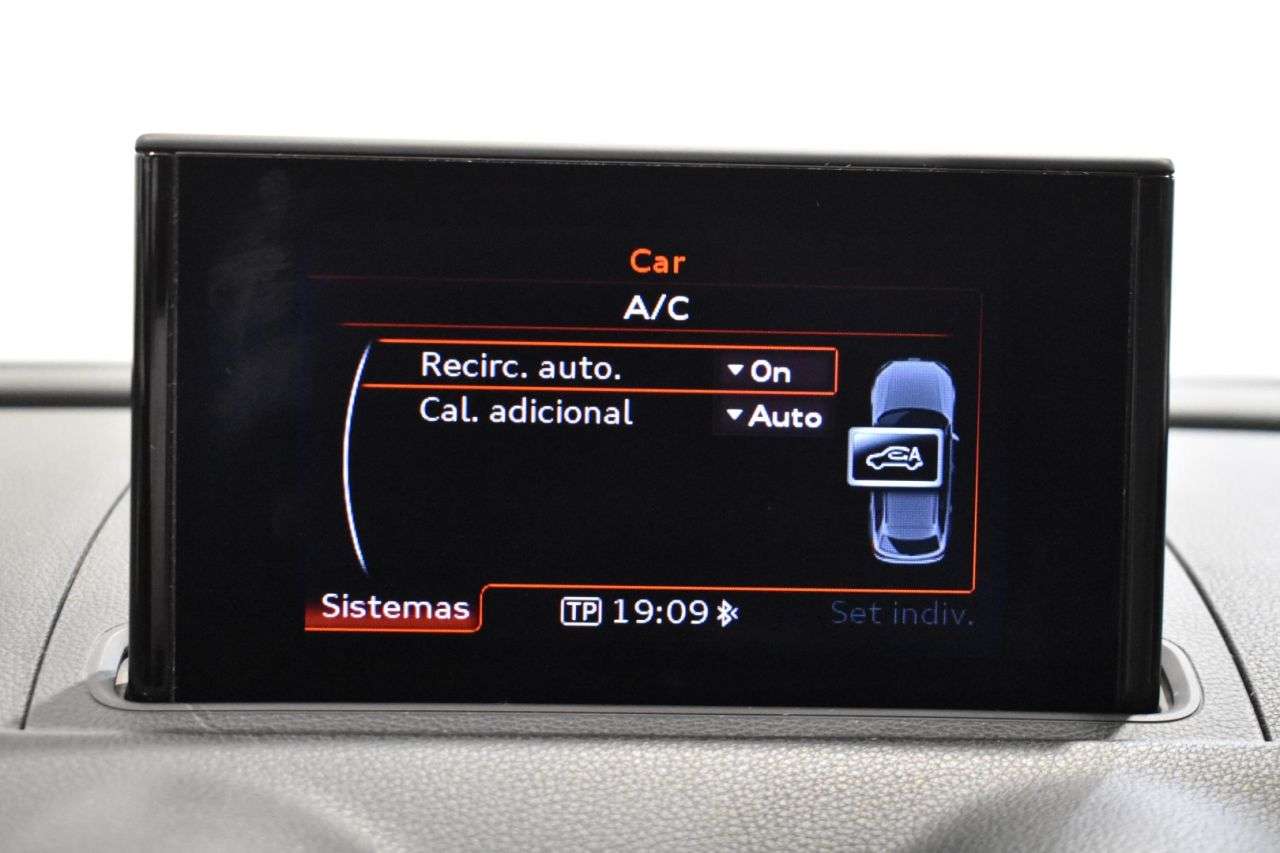 Car
A/C
Recirc. auto. ▼ On
Cal. adicional ▼ Auto
A
Sistemas TP 19:09 Set indiv.